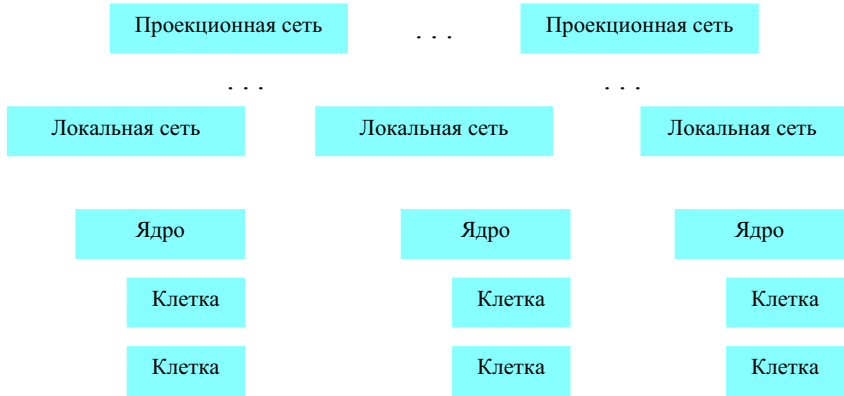 Проекционная сеть . . . Проекционная сеть
. . . . . .
Локальная сеть Локальная сеть Локальная сеть
Ядро Ядро Ядро
Клетка Клетка Клетка
Клетка Клетка Клетка